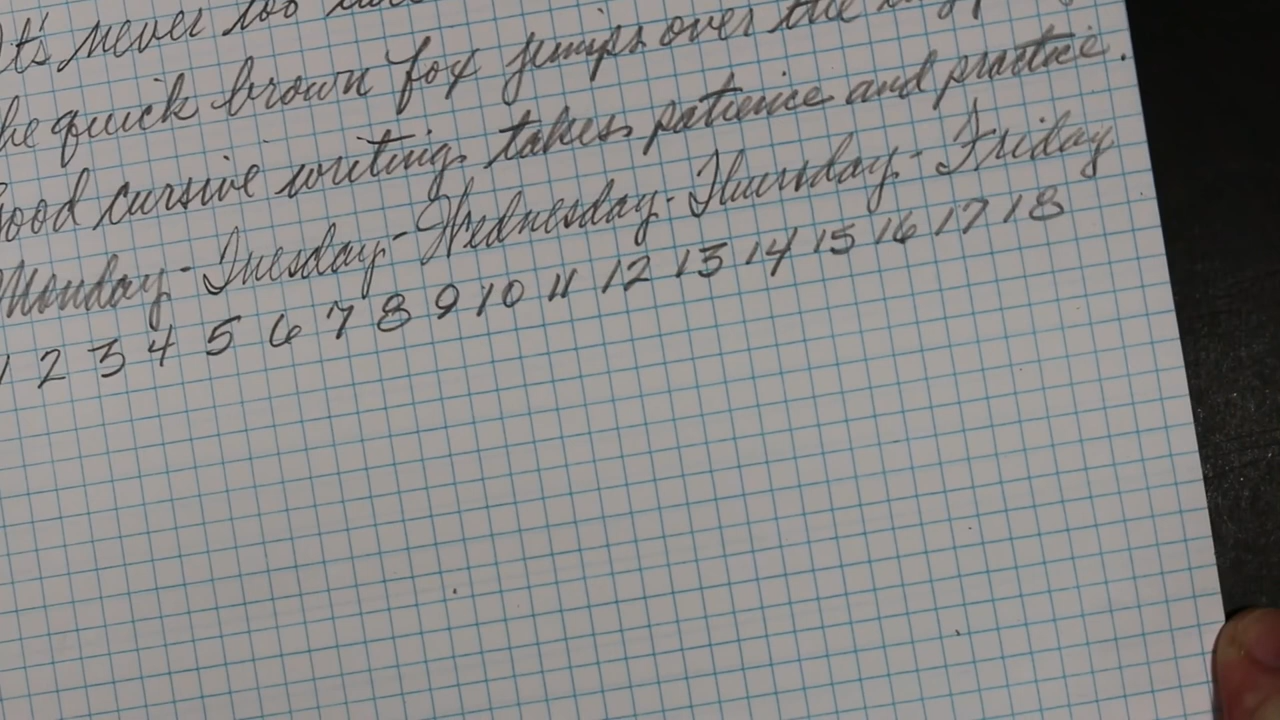 It's never too
he quick brown fox jumps over the
ood cursive writing takes patience and practice.
Monday - Tuesday - Wednesday - Thursday - Friday
1 2 3 4 5 6 7 8 9 10 11 12 13 14 15 16 17 18